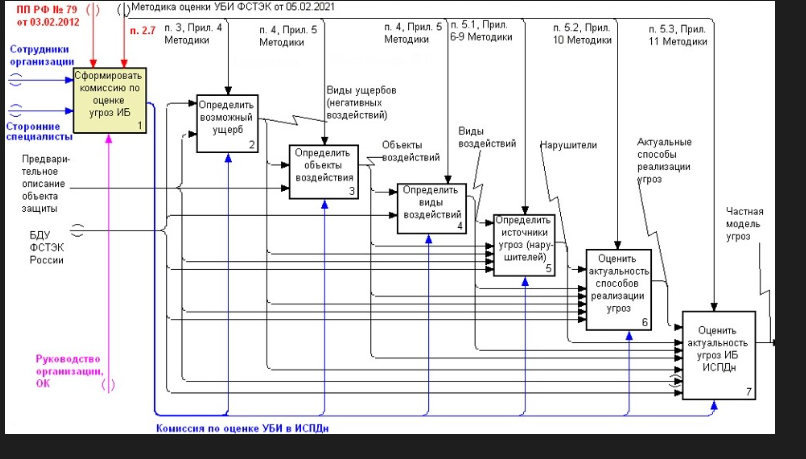 ПП РФ № 79
от 03.02.2012
Методика оценки УБИ ФСТЭК от 05.02.2021
п. 2.7
п. 3, Прил. 4
Методики
п. 4, Прил. 5
Методики
п. 4, Прил. 5
Методики
п. 5.1, Прил.
6-9 Методики
п. 5.2, Прил.
10 Методики
п. 5.3, Прил.
11 Методики
Сотрудники
организации
Сформировать
комиссию по
оценке
угроз ИБ
1
Сторонние
специалисты
Определить
возможный
ущерб
2
Виды ущербов
(негативных
воздействий)
Предвари-
тельное
описание
объекта
защиты
Определить
объекты
воздействия
3
Объекты
воздействий
Определить
виды
воздействий
4
Виды
воздействий
Определить
источники
угроз (нару-
шителей)
5
Нарушители
Оценить
актуальность
способов
реализации
угроз
6
Актуальные
способы
реализации
угроз
Частная
модель
угроз
БДУ
ФСТЭК
России
Оценить
актуальность
угроз ИБ
ИСПДн
7
Руководство
организации,
ОК
Комиссия по оценке УБИ в ИСПДн